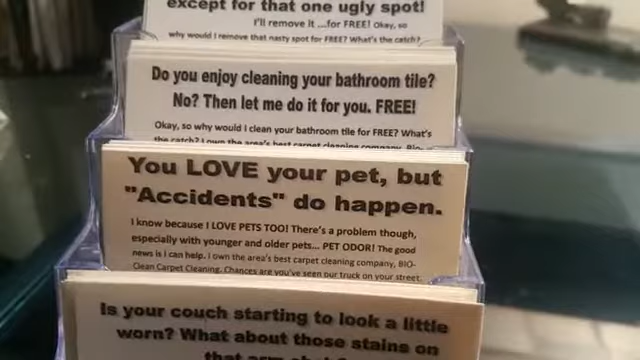 except for that one ugly spot!
I'll remove it ...for FREE! Okay, so
why would I remove that nasty spot for FREE? What's the catch?
Do you enjoy cleaning your bathroom tile?
No? Then let me do it for you. FREE!
Okay, so why would I clean your bathroom tile for FREE? What's
the catch? I own the area's best carpet cleaning company, BIO-
You LOVE your pet, but
"Accidents" do happen.
I know because I LOVE PETS TOO! There's a problem though,
especially with younger and older pets... PET ODOR! The good
news is I can help. I own the area's best carpet cleaning company, BIO-
Clean Carpet Cleaning. Chances are you've seen our truck on your street.
Is your couch starting to look a little
worn? What about those stains on
that arm